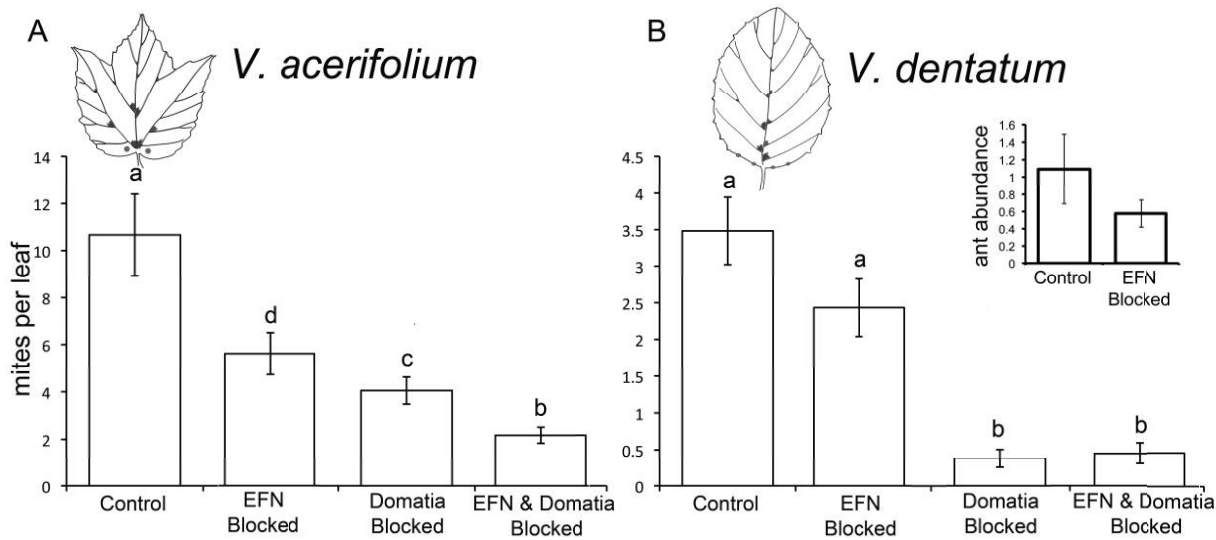 A
V. acerifolium
mites per leaf
14
12
10
8
6
4
2
0
a
d
c
b
Control
EFN
Blocked
Domatia
Blocked
EFN & Domatia
Blocked
B
V. dentatum
4.5
4
3.5
3
2.5
2
1.5
1
0.5
0
a
a
b
b
Control
EFN
Blocked
Domatia
Blocked
EFN & Domatia
Blocked
ant abundance
1.6
1.4
1.2
1
0.8
0.6
0.4
0.2
0
Control
EFN
Blocked